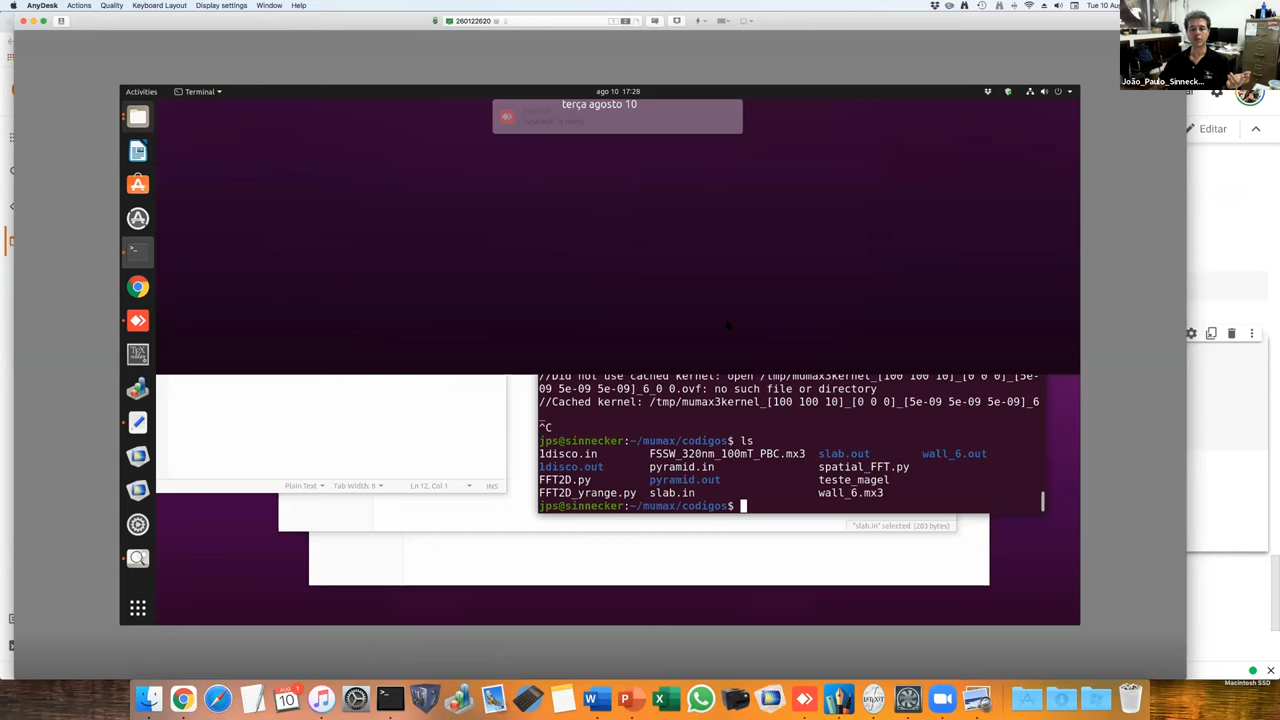 AnyDesk Actions Quality Keyboard Layout Display settings Window Help
Tue 10 Aug
260122620
João_Paulo_Sinneck...
Activities Terminal ago 10 17:28
terça agosto 10
Editar
//Did not use cached kernel: open /tmp/mumax3kernel_[100 100 10]_[0 0 0]_[5e-
09 5e-09 5e-09]_6_0 0.ovf: no such file or directory
//Cached kernel: /tmp/mumax3kernel_[100 100 10]_[0 0 0]_[5e-09 5e-09 5e-09]_6
_
^C
jps@sinnecker:~/mumax/codigos$ ls
1disco.in FSSW_320nm_100mT_PBC.mx3 slab.out wall_6.out
1disco.out pyramid.in spatial_FFT.py
FFT2D.py pyramid.out teste_magel
FFT2D_yrange.py slab.in wall_6.mx3
jps@sinnecker:~/mumax/codigos$
Plain Text Tab Width: 8 Ln 12, Col 1 INS
"slab.in" selected (203 bytes)
Macintosh SSD